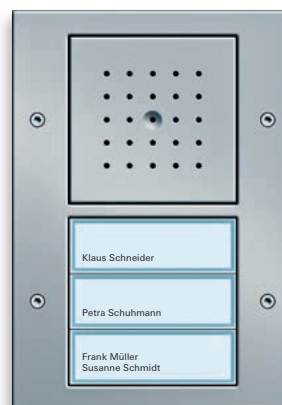 Klaus Schneider
Petra Schuhmann
Frank Müller
Susanne Schmidt